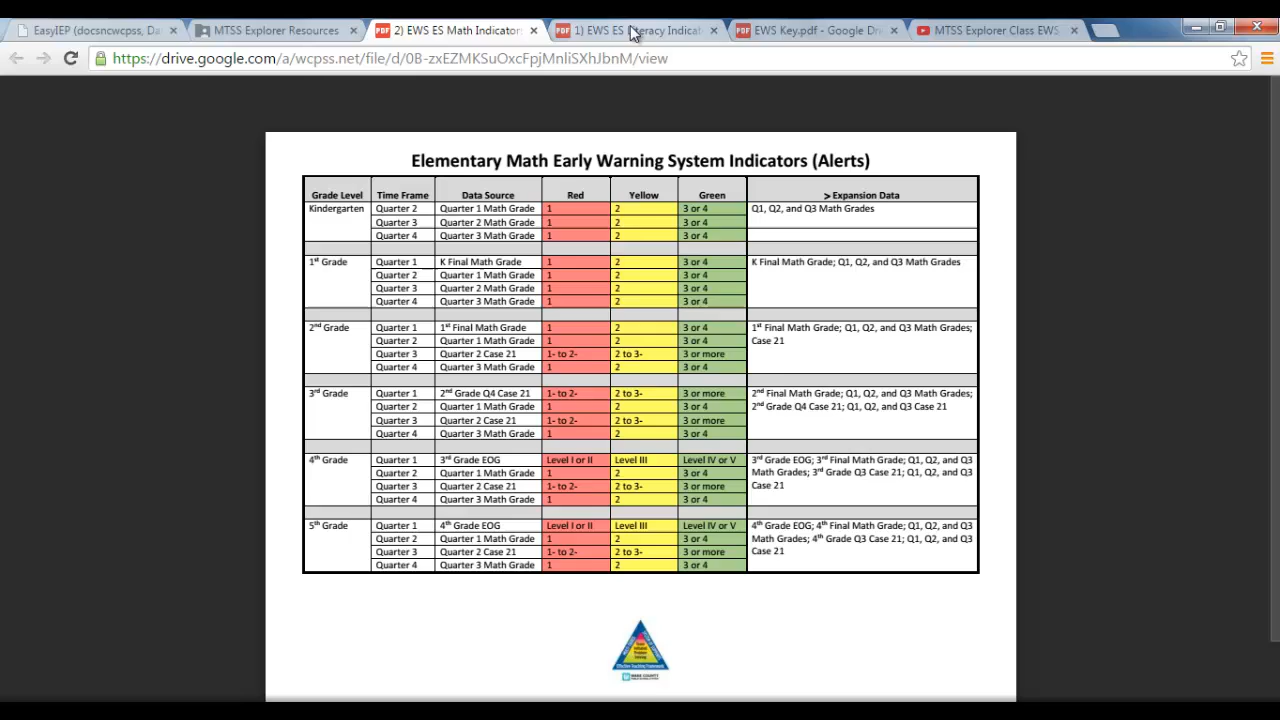 EasyIEP (docsncwcpss, Da
MTSS Explorer Resources
PDF 2) EWS ES Math Indicator
PDF 1) EWS ES Literacy Indicat
PDF EWS Key.pdf - Google Dri
MTSS Explorer Class EWS
https://drive.google.com/a/wcpss.net/file/d/0B-zxEZMKSuOxcFpjMnliSXhJbnM/view
Elementary Math Early Warning System Indicators (Alerts)
Grade Level Time Frame Data Source Red Yellow Green > Expansion Data
Kindergarten Quarter 2 Quarter 1 Math Grade 1 2 3 or 4 Q1, Q2, and Q3 Math Grades
Quarter 3 Quarter 2 Math Grade 1 2 3 or 4
Quarter 4 Quarter 3 Math Grade 1 2 3 or 4
1st Grade Quarter 1 K Final Math Grade 1 2 3 or 4 K Final Math Grade; Q1, Q2, and Q3 Math Grades
Quarter 2 Quarter 1 Math Grade 1 2 3 or 4
Quarter 3 Quarter 2 Math Grade 1 2 3 or 4
Quarter 4 Quarter 3 Math Grade 1 2 3 or 4
2nd Grade Quarter 1 1st Final Math Grade 1 2 3 or 4 1st Final Math Grade; Q1, Q2, and Q3 Math Grades;
Quarter 2 Quarter 1 Math Grade 1 2 3 or 4 Case 21
Quarter 3 Quarter 2 Case 21 1- to 2- 2 to 3- 3 or more
Quarter 4 Quarter 3 Math Grade 1 2 3 or 4
3rd Grade Quarter 1 2nd Grade Q4 Case 21 1- to 2- 2 to 3- 3 or more 2nd Final Math Grade; Q1, Q2, and Q3 Math Grades;
Quarter 2 Quarter 1 Math Grade 1 2 3 or 4 2nd Grade Q4 Case 21; Q1, Q2, and Q3 Case 21
Quarter 3 Quarter 2 Case 21 1- to 2- 2 to 3- 3 or more
Quarter 4 Quarter 3 Math Grade 1 2 3 or 4
4th Grade Quarter 1 3rd Grade EOG Level I or II Level III Level IV or V 3rd Grade EOG; 3rd Final Math Grade; Q1, Q2, and Q3
Quarter 2 Quarter 1 Math Grade 1 2 3 or 4 Math Grades; 3rd Grade Q3 Case 21; Q1, Q2, and Q3
Quarter 3 Quarter 2 Case 21 1- to 2- 2 to 3- 3 or more Case 21
Quarter 4 Quarter 3 Math Grade 1 2 3 or 4
5th Grade Quarter 1 4th Grade EOG Level I or II Level III Level IV or V 4th Grade EOG; 4th Final Math Grade; Q1, Q2, and Q3
Quarter 2 Quarter 1 Math Grade 1 2 3 or 4 Math Grades; 4th Grade Q3 Case 21; Q1, Q2, and Q3
Quarter 3 Quarter 2 Case 21 1- to 2- 2 to 3- 3 or more Case 21
Quarter 4 Quarter 3 Math Grade 1 2 3 or 4